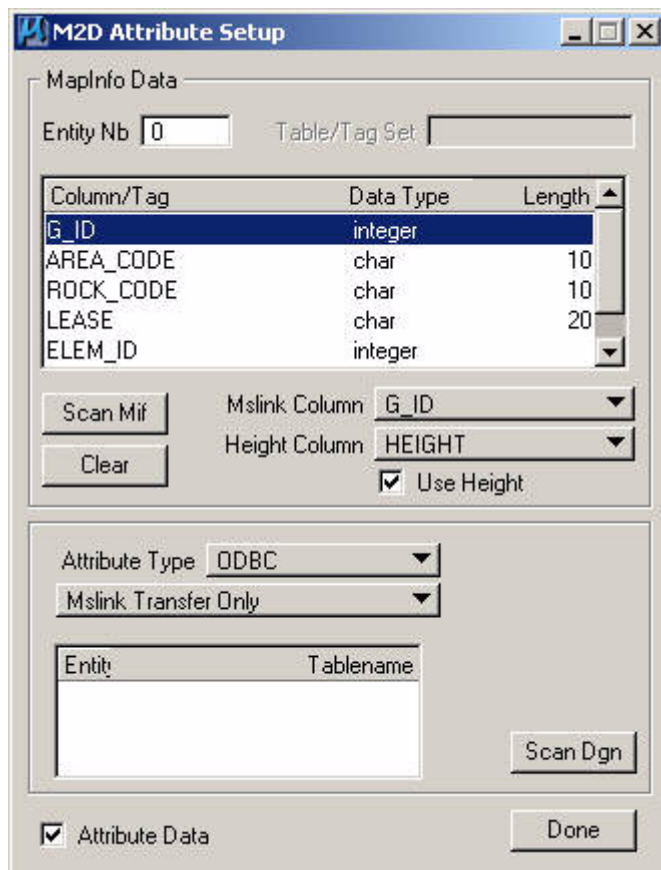 M2D Attribute Setup
MapInfo Data
Entity Nb 0 Table/Tag Set
Column/Tag Data Type Length
G_ID integer
AREA_CODE char 10
ROCK_CODE char 10
LEASE char 20
ELEM_ID integer
Scan Mif Mslink Column G_ID
Height Column HEIGHT
Clear
Use Height
Attribute Type ODBC
Mslink Transfer Only
Entity Tablename
Scan Dgn
Attribute Data Done